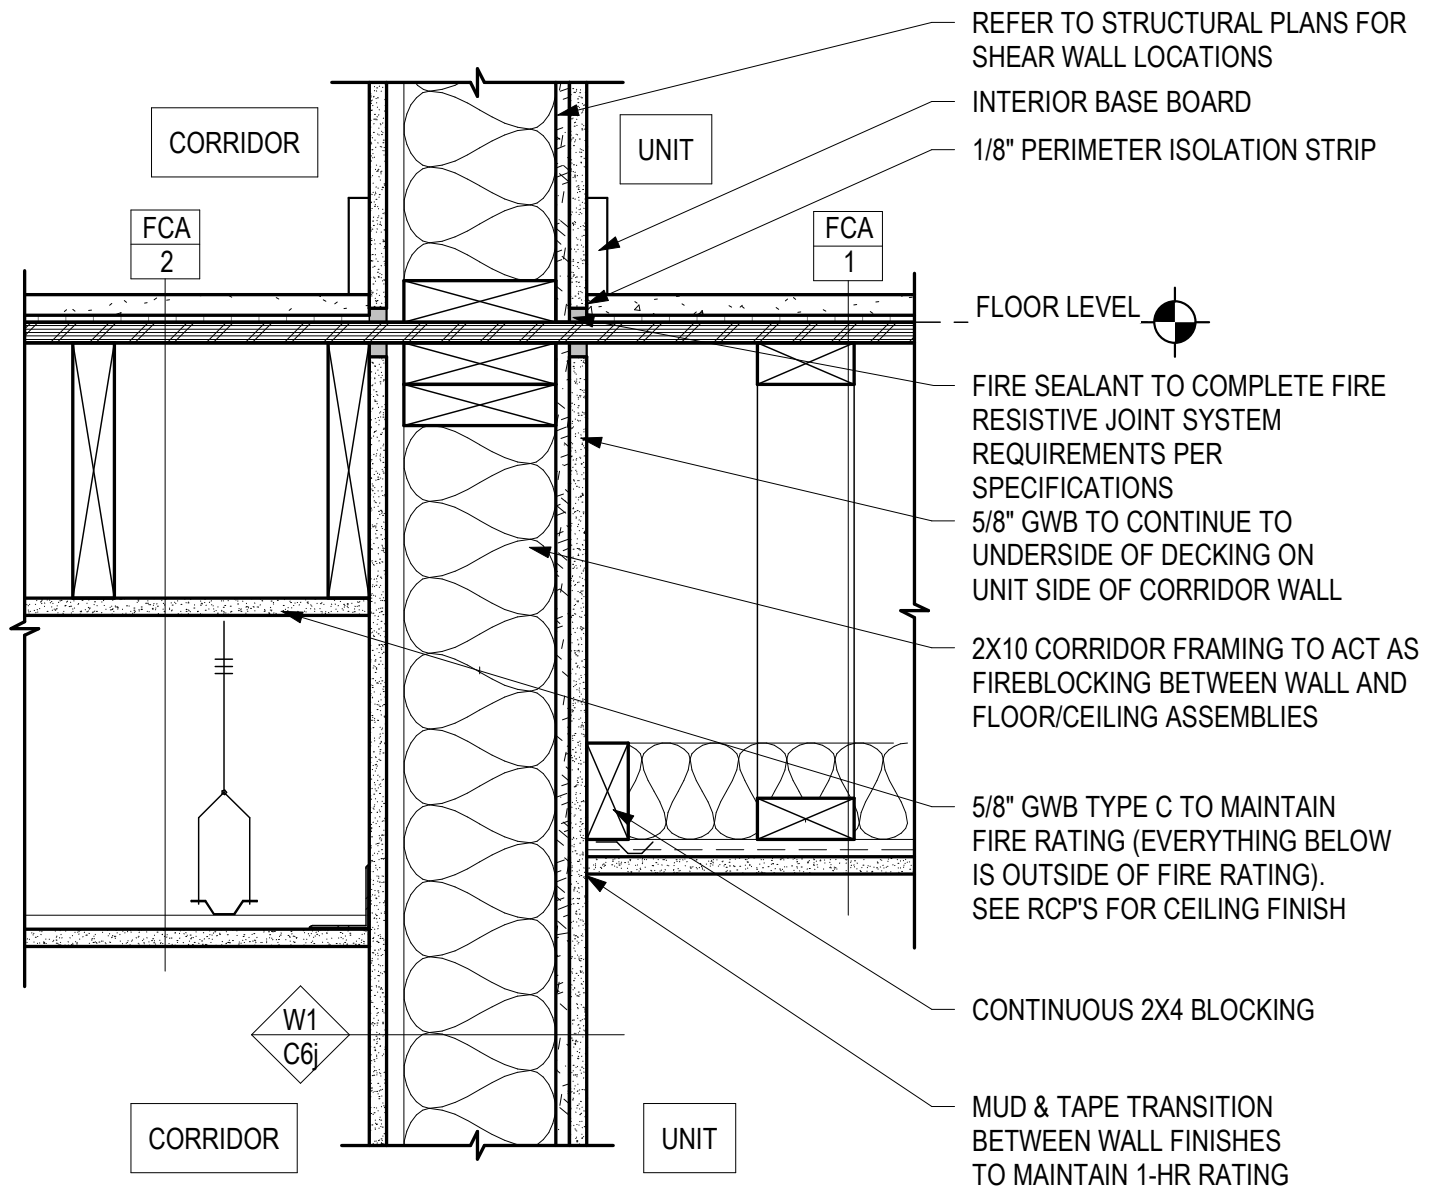 REFER TO STRUCTURAL PLANS FOR
SHEAR WALL LOCATIONS
INTERIOR BASE BOARD
1/8" PERIMETER ISOLATION STRIP
CORRIDOR
UNIT
FCA
2
FCA
1
FLOOR LEVEL
FIRE SEALANT TO COMPLETE FIRE
RESISTIVE JOINT SYSTEM
REQUIREMENTS PER
SPECIFICATIONS
5/8" GWB TO CONTINUE TO
UNDERSIDE OF DECKING ON
UNIT SIDE OF CORRIDOR WALL
2X10 CORRIDOR FRAMING TO ACT AS
FIREBLOCKING BETWEEN WALL AND
FLOOR/CEILING ASSEMBLIES
5/8" GWB TYPE C TO MAINTAIN
FIRE RATING (EVERYTHING BELOW
IS OUTSIDE OF FIRE RATING).
SEE RCP'S FOR CEILING FINISH
CONTINUOUS 2X4 BLOCKING
W1
C6j
MUD & TAPE TRANSITION
BETWEEN WALL FINISHES
TO MAINTAIN 1-HR RATING
CORRIDOR
UNIT